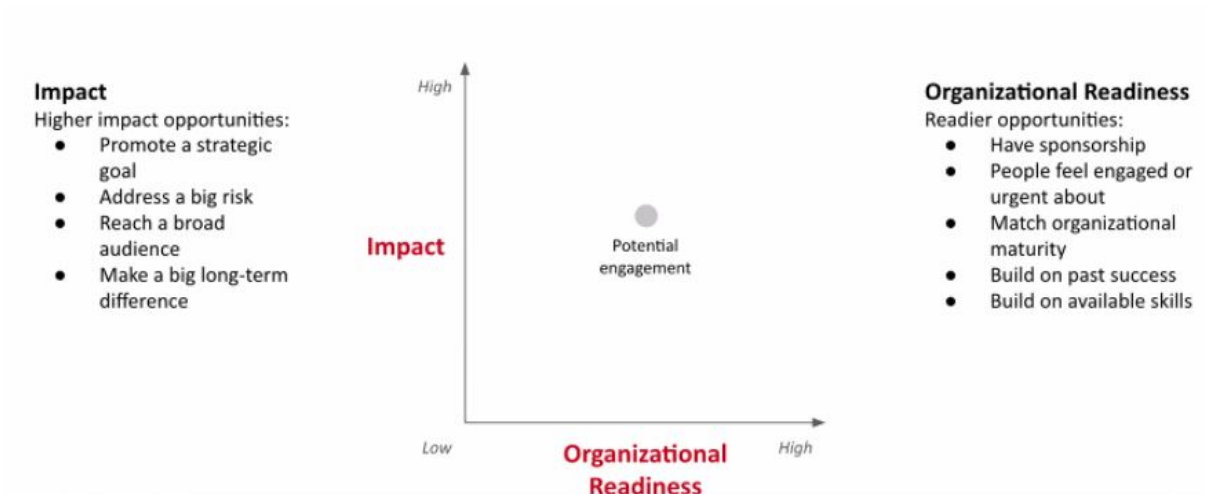 Impact
Higher impact opportunities:
● Promote a strategic
goal
● Address a big risk
● Reach a broad
audience
● Make a big long-term
difference
High
Impact
Potential
engagement
Low
Organizational
Readiness
High
Organizational Readiness
Readier opportunities:
● Have sponsorship
● People feel engaged or
urgent about
● Match organizational
maturity
● Build on past success
● Build on available skills